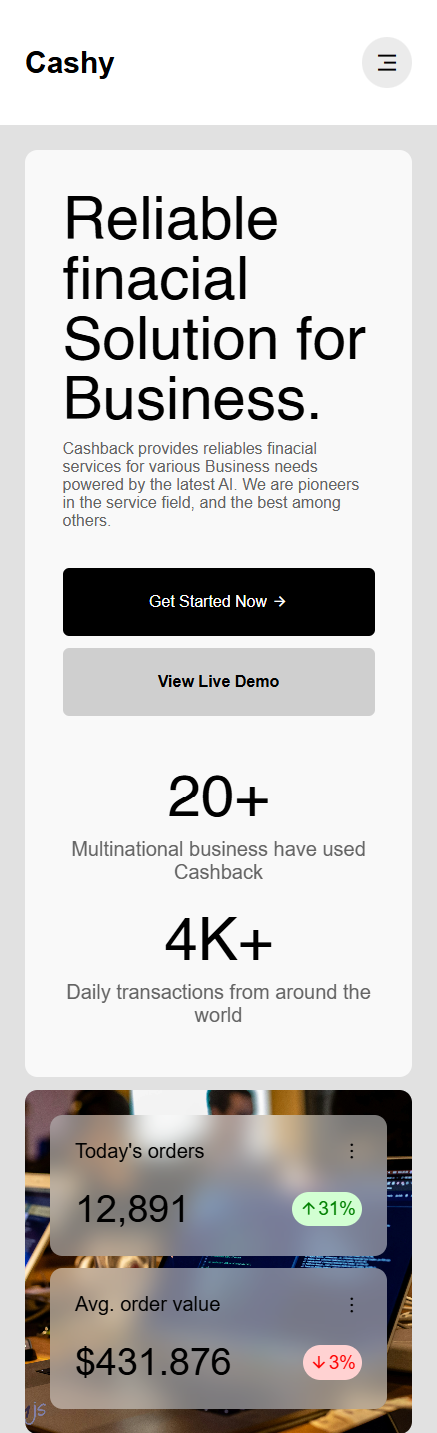 Cashy
Reliable
finacial
Solution for
Business.
Cashback provides reliables finacial
services for various Business needs
powered by the latest AI. We are pioneers
in the service field, and the best among
others.
Get Started Now →
View Live Demo
20+
Multinational business have used
Cashback
4K+
Daily transactions from around the
world
Today's orders
12,891
↑31%
Avg. order value
$431.876
↓3%
js